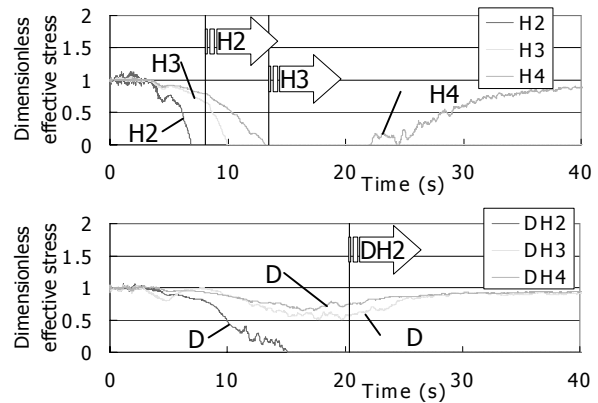 Dimensionless
effective stress
2
1.5
1
0.5
0
H3
H2
H2
H3
H4
H2
H3
H4
0 10 20 30 40
Time (s)
Dimensionless
effective stress
2
1.5
1
0.5
0
DH2
D
D
D
DH2
DH3
DH4
0 10 20 30 40
Time (s)